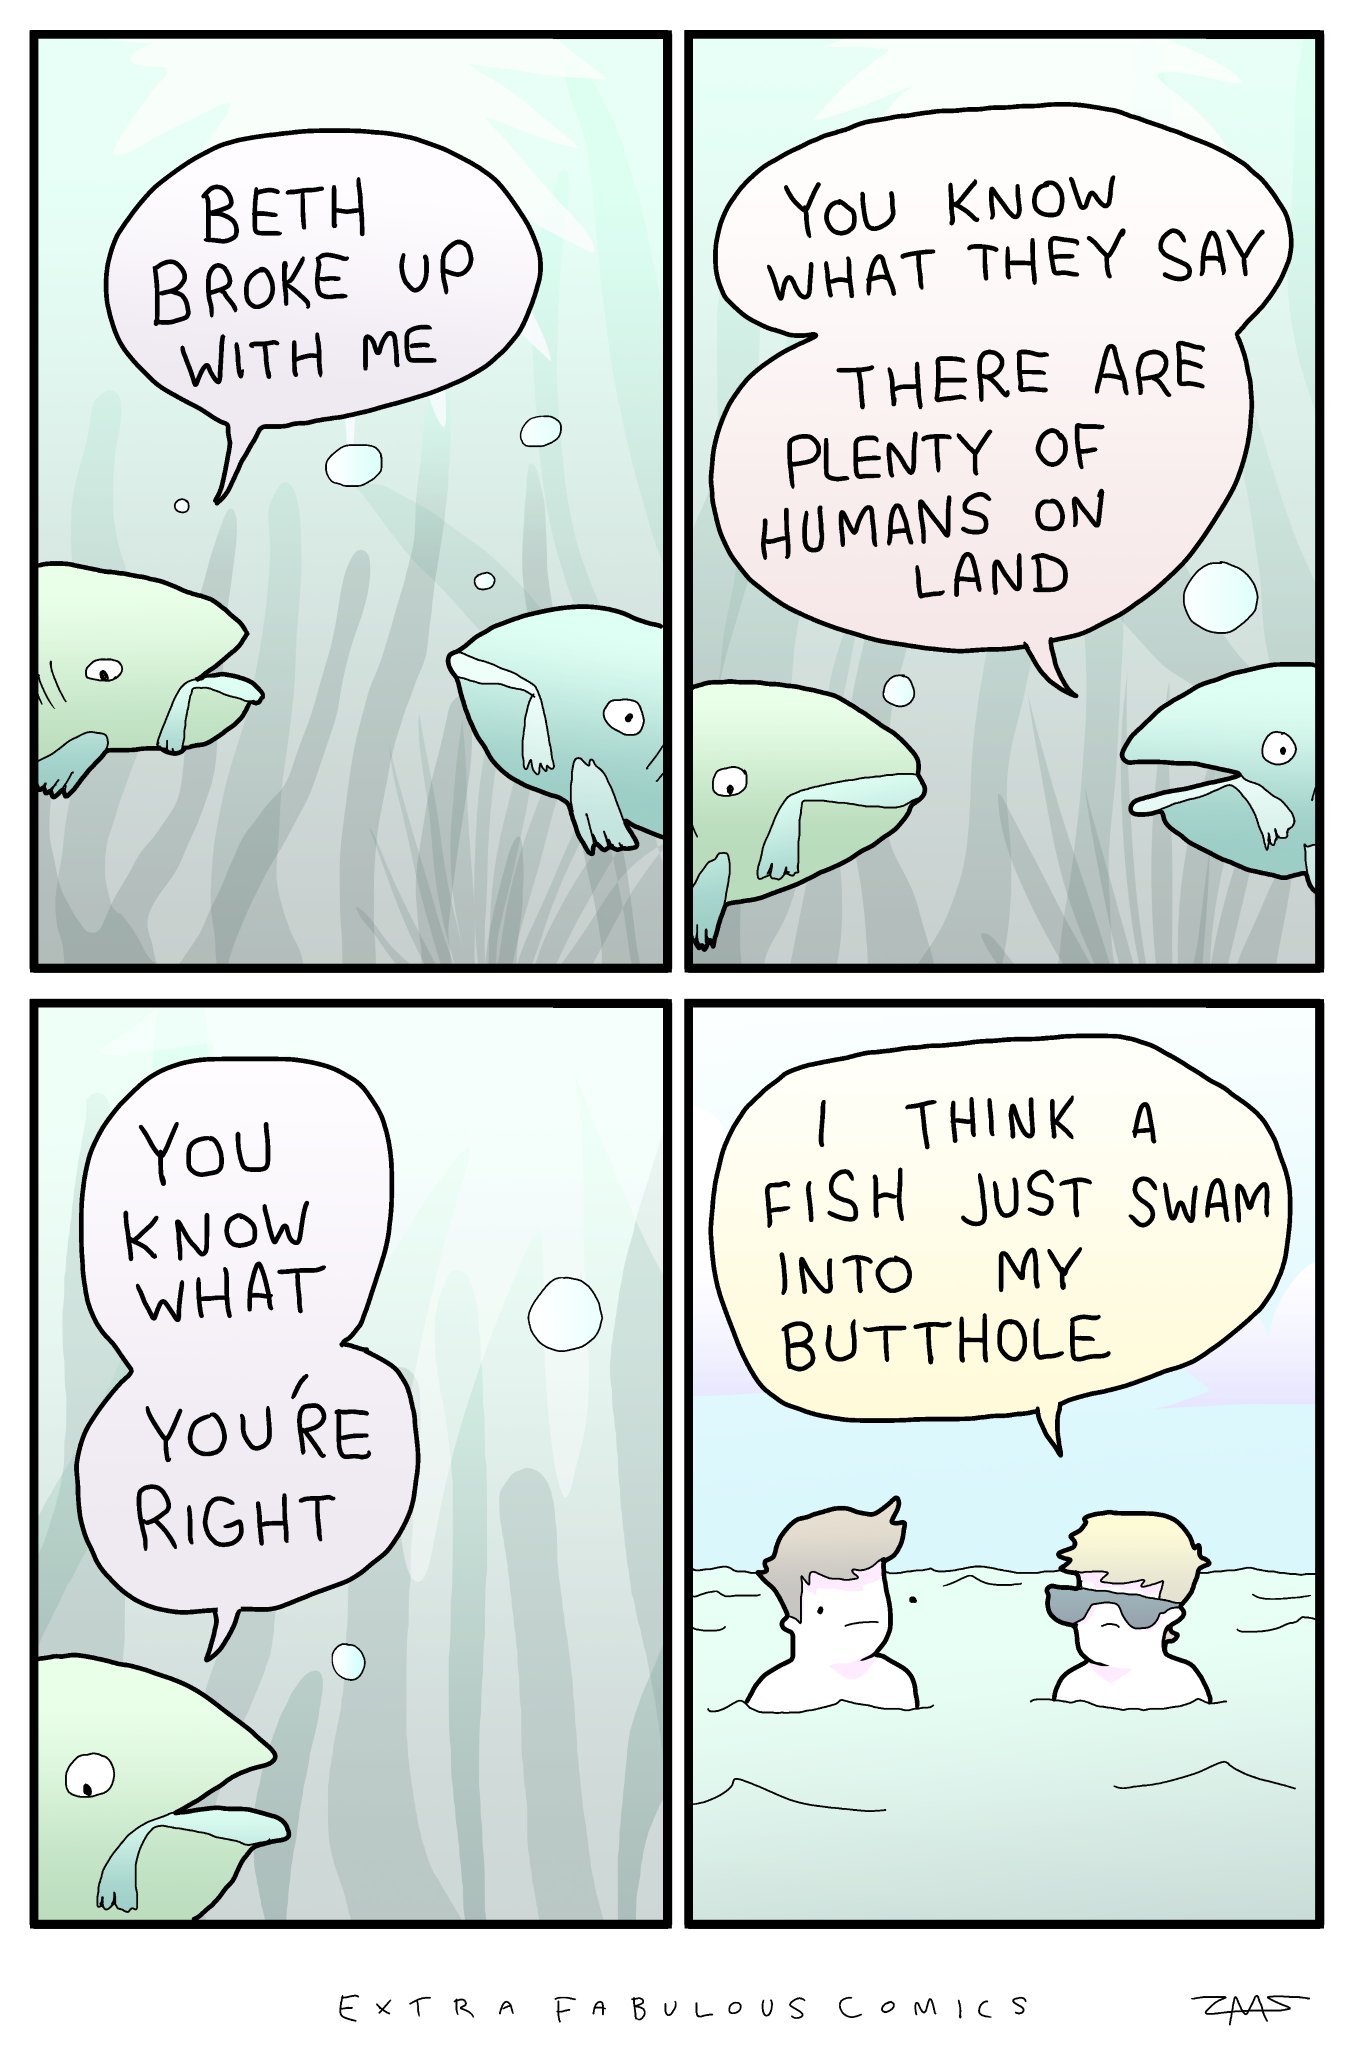 BETH
BROKE UP
WITH ME
YOU KNOW
WHAT THEY SAY
THERE ARE
PLENTY OF
HUMANS ON
LAND
YOU
KNOW
WHAT
YOU'RE
RIGHT
I THINK A
FISH JUST SWAM
INTO MY
BUTTHOLE
EXTRA FABULOUS COMICS